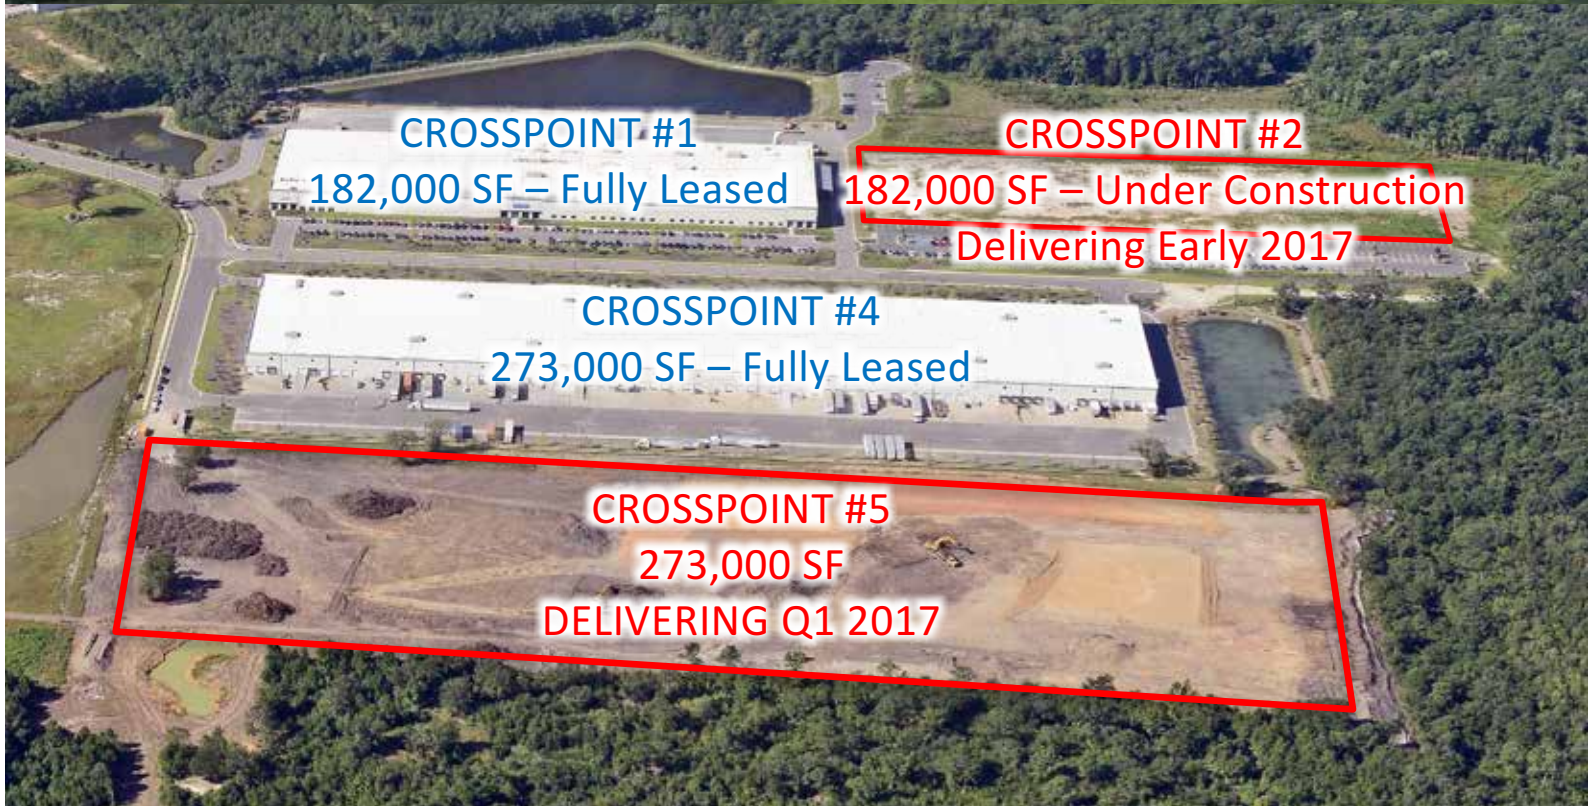 CROSSPOINT #1
182,000 SF – Fully Leased
CROSSPOINT #2
182,000 SF – Under Construction
Delivering Early 2017
CROSSPOINT #4
273,000 SF – Fully Leased
CROSSPOINT #5
273,000 SF
DELIVERING Q1 2017